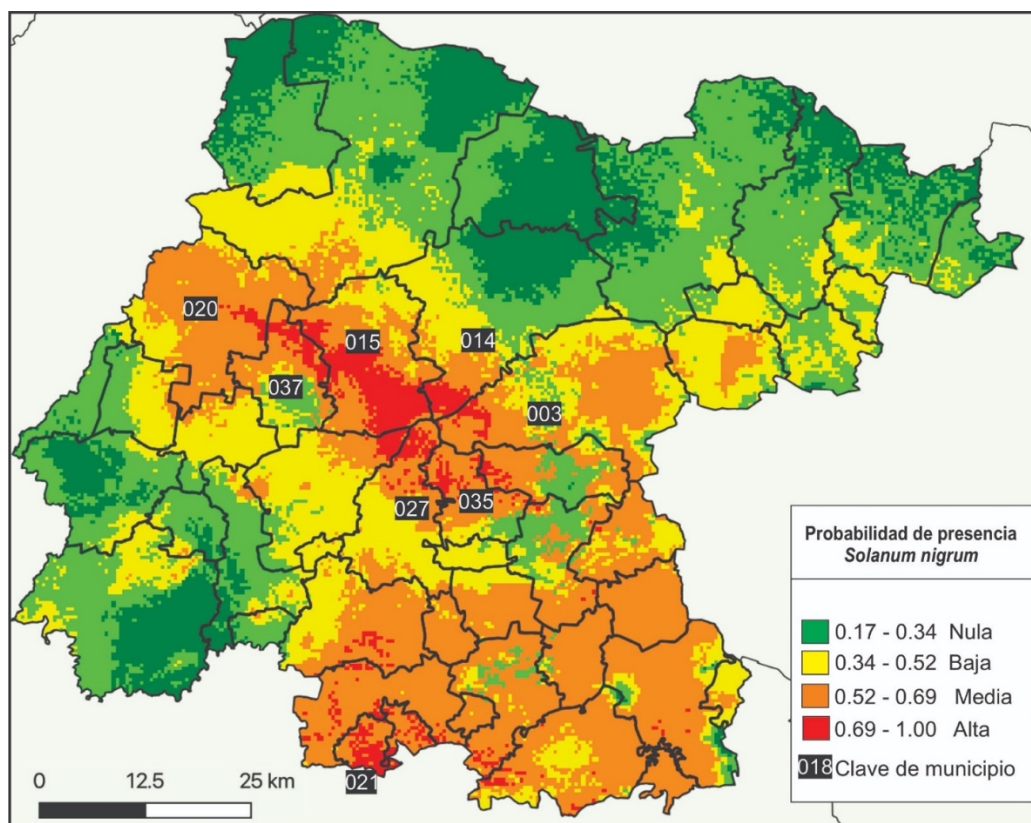 020
015
014
037
003
027
035
021
0 12.5 25 km
Probabilidad de presencia
Solanum nigrum
0.17 - 0.34 Nula
0.34 - 0.52 Baja
0.52 - 0.69 Media
0.69 - 1.00 Alta
018 Clave de municipio